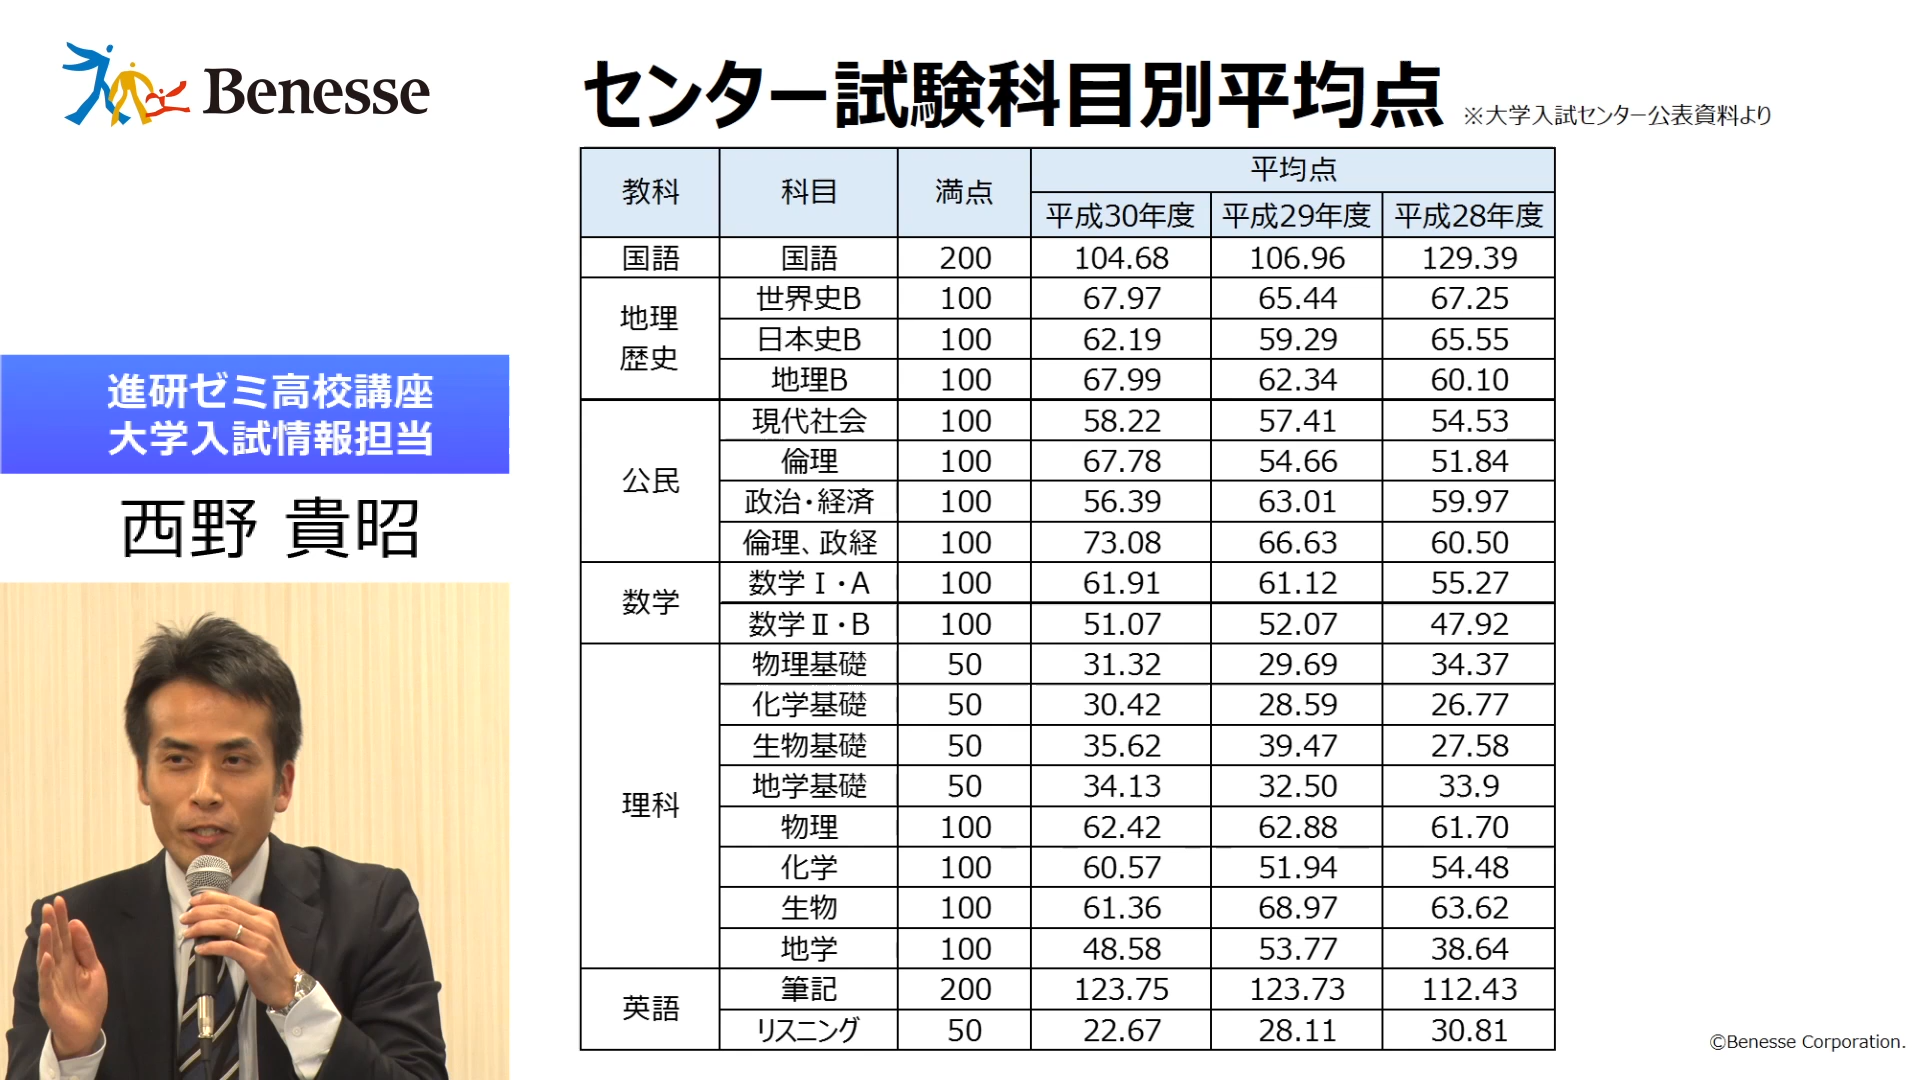 Benesse
センター試験科目別平均点 ※大学入試センター公表資料より
進研ゼミ高校講座
大学入試情報担当
西野 貴昭
教科 科目 満点 平均点
平成30年度 平成29年度 平成28年度
国語 国語 200 104.68 106.96 129.39
地理
歴史
世界史B 100 67.97 65.44 67.25
日本史B 100 62.19 59.29 65.55
地理B 100 67.99 62.34 60.10
公民
現代社会 100 58.22 57.41 54.53
倫理 100 67.78 54.66 51.84
政治・経済 100 56.39 63.01 59.97
倫理、政経 100 73.08 66.63 60.50
数学
数学Ⅰ・A 100 61.91 61.12 55.27
数学Ⅱ・B 100 51.07 52.07 47.92
理科
物理基礎 50 31.32 29.69 34.37
化学基礎 50 30.42 28.59 26.77
生物基礎 50 35.62 39.47 27.58
地学基礎 50 34.13 32.50 33.9
物理 100 62.42 62.88 61.70
化学 100 60.57 51.94 54.48
生物 100 61.36 68.97 63.62
地学 100 48.58 53.77 38.64
英語
筆記 200 123.75 123.73 112.43
リスニング 50 22.67 28.11 30.81
©Benesse Corporation.